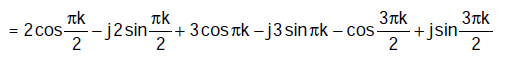 = 2cos πk/2 – j2sin πk/2 + 3cosπk – j3sinπk – cos 3πk/2 + jsin 3πk/2